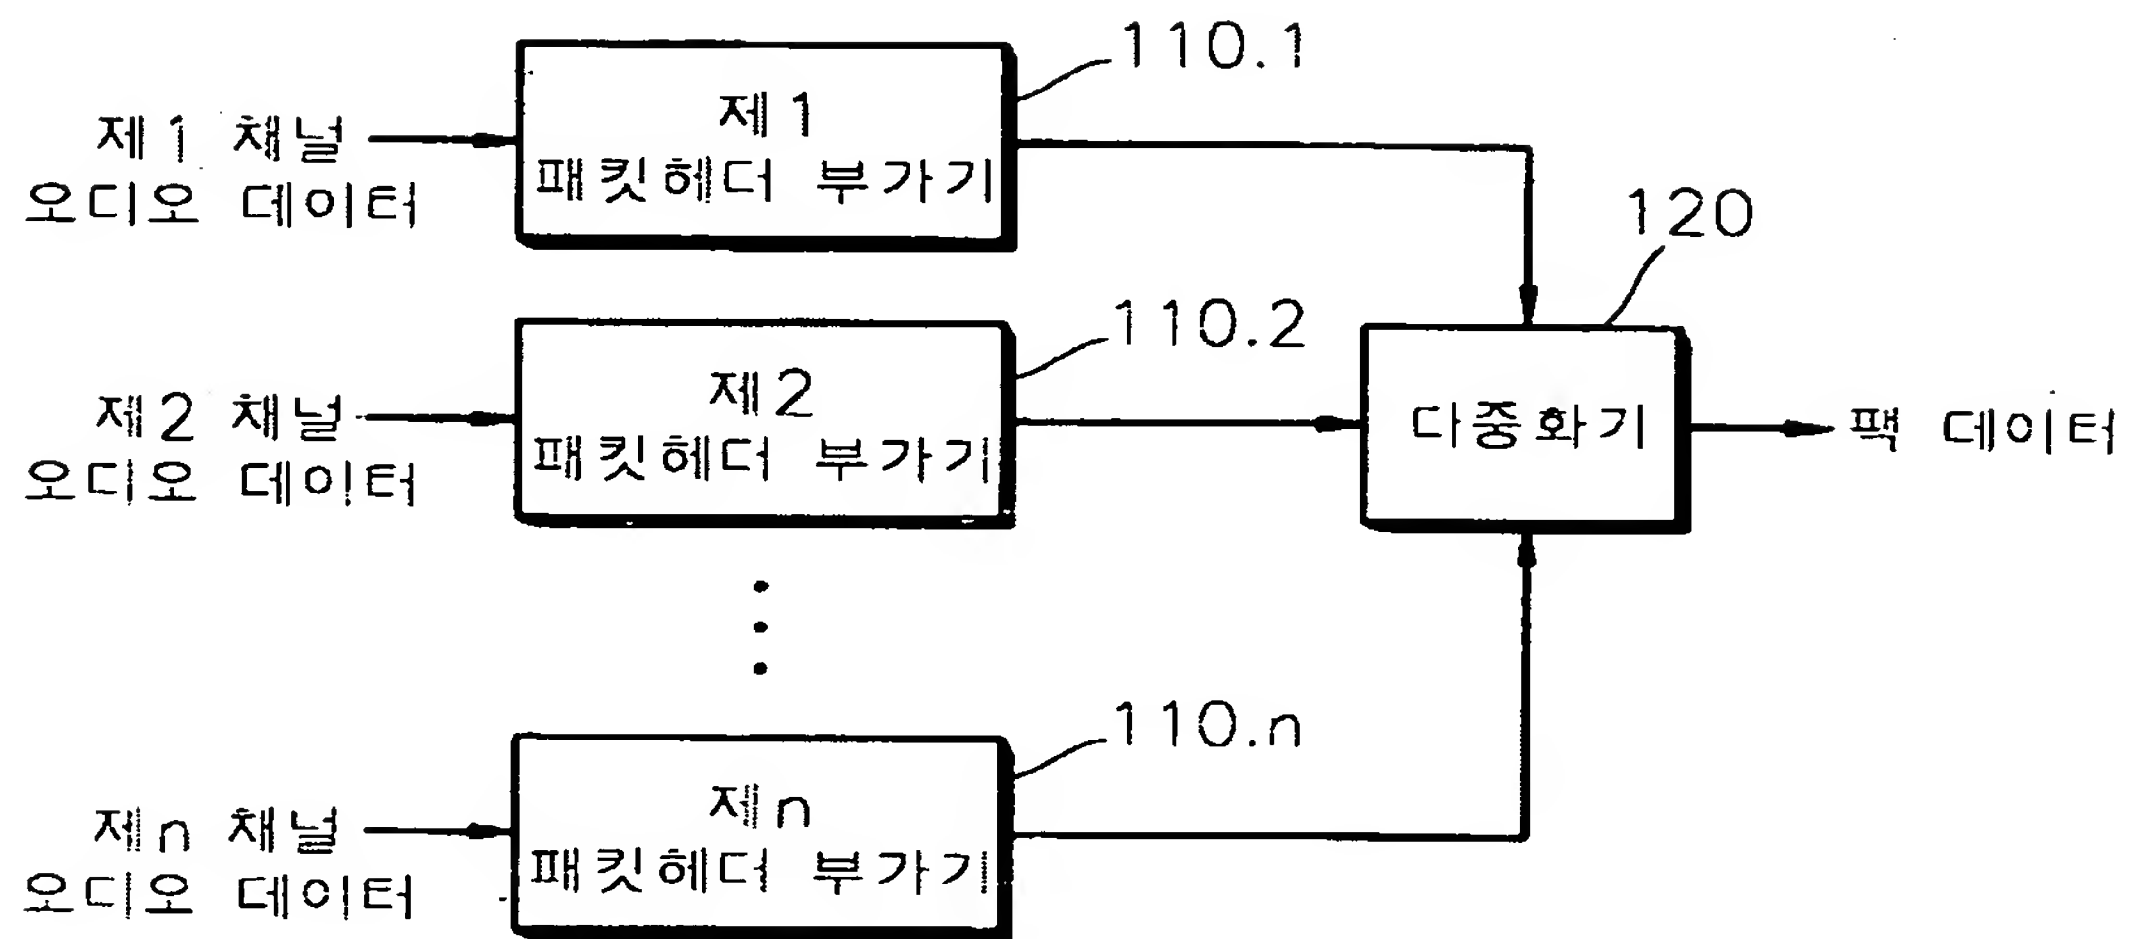 110.1
제1 채널
오디오 데이터
제1
패킷헤더 부가기
120
110.2
제2 채널
오디오 데이터
제2
패킷헤더 부가기
다중화기
팩 데이터
110.n
제n 채널
오디오 데이터
제n
패킷헤더 부가기